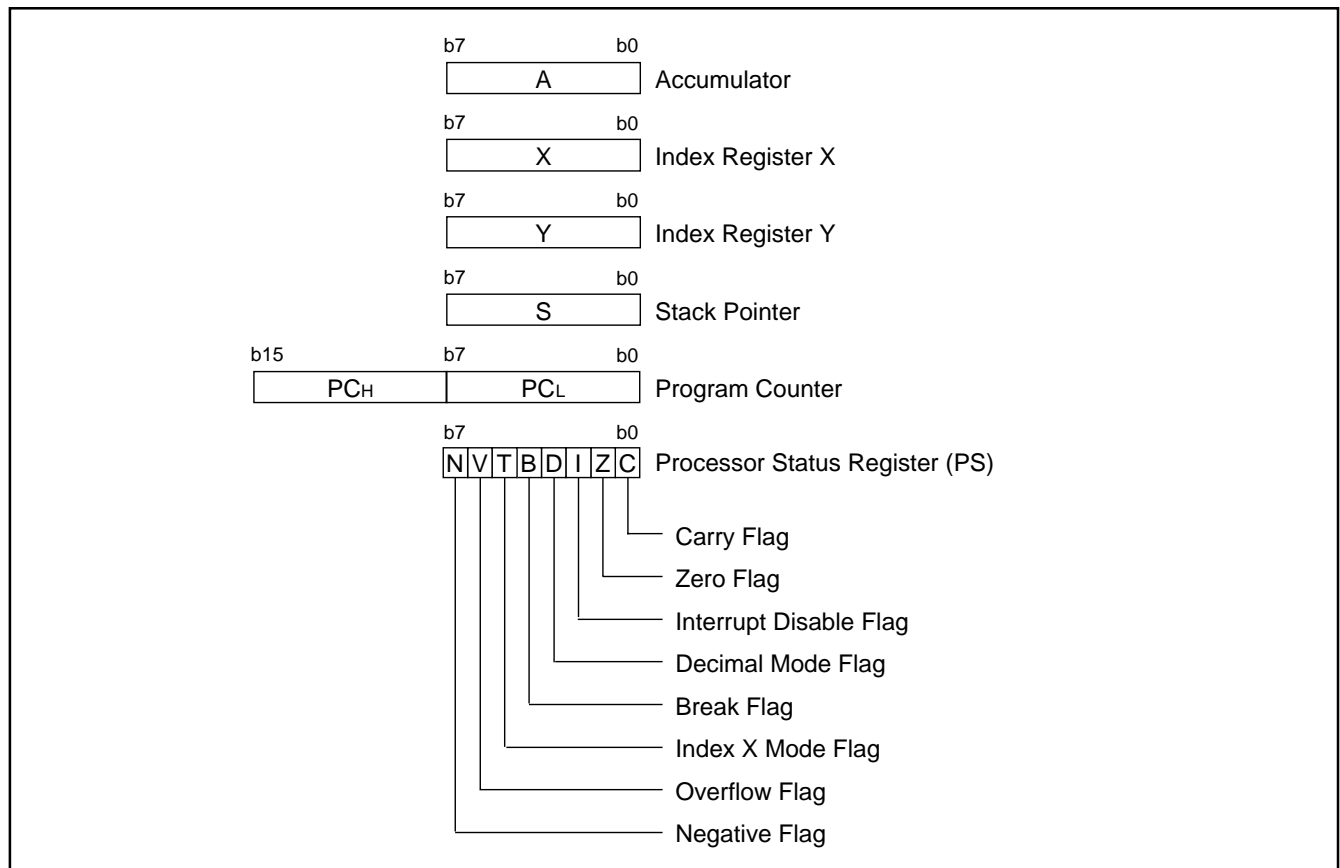 b7 b0
A Accumulator
b7 b0
X Index Register X
b7 b0
Y Index Register Y
b7 b0
S Stack Pointer
b15 b7 b0
PCH PCL Program Counter
b7 b0
N V T B D I Z C Processor Status Register (PS)
Carry Flag
Zero Flag
Interrupt Disable Flag
Decimal Mode Flag
Break Flag
Index X Mode Flag
Overflow Flag
Negative Flag